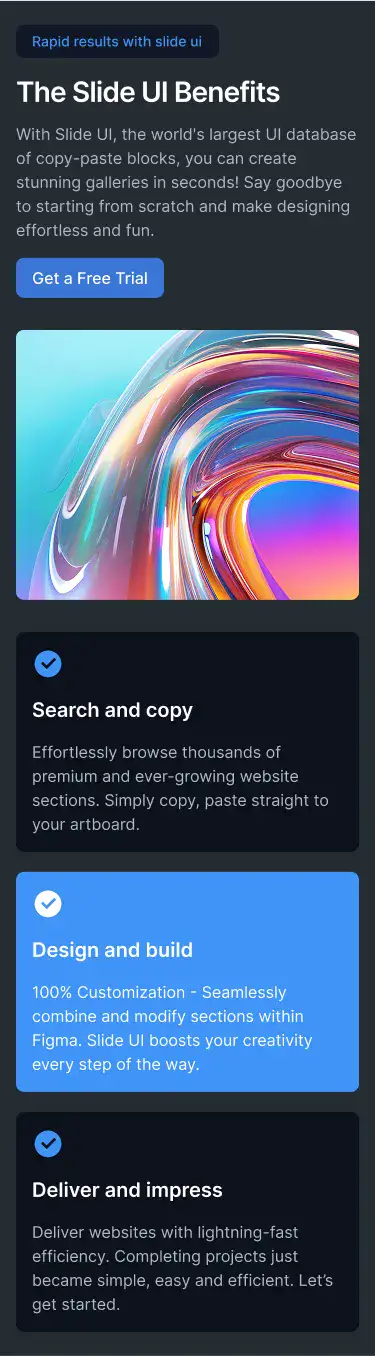 Rapid results with slide ui
The Slide UI Benefits
With Slide UI, the world's largest UI database
of copy-paste blocks, you can create
stunning galleries in seconds! Say goodbye
to starting from scratch and make designing
effortless and fun.
Get a Free Trial
Search and copy
Effortlessly browse thousands of
premium and ever-growing website
sections. Simply copy, paste straight to
your artboard.
Design and build
100% Customization - Seamlessly
combine and modify sections within
Figma. Slide UI boosts your creativity
every step of the way.
Deliver and impress
Deliver websites with lightning-fast
efficiency. Completing projects just
became simple, easy and efficient. Let’s
get started.